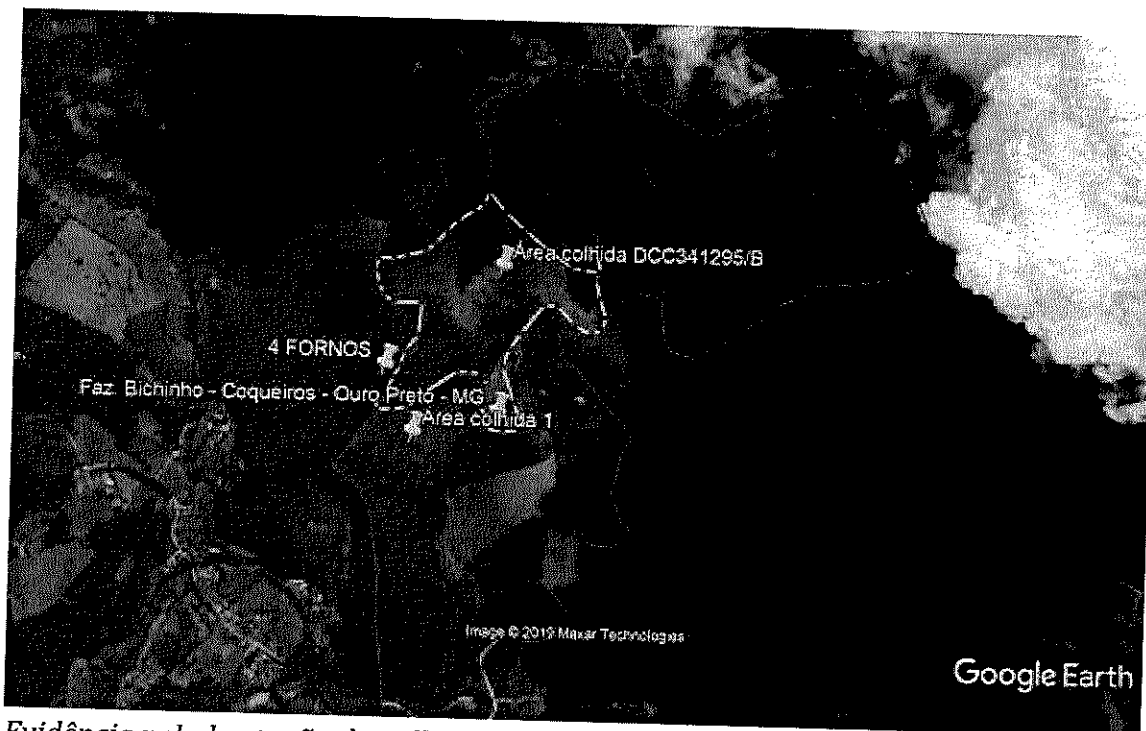 Área colhida DCC341295/B
4 FORNOS
Faz. Bichinho - Coqueiros - Ouro Preto - MG
Área colhida 1
Image © 2019 Maxar Technologies
Google Earth